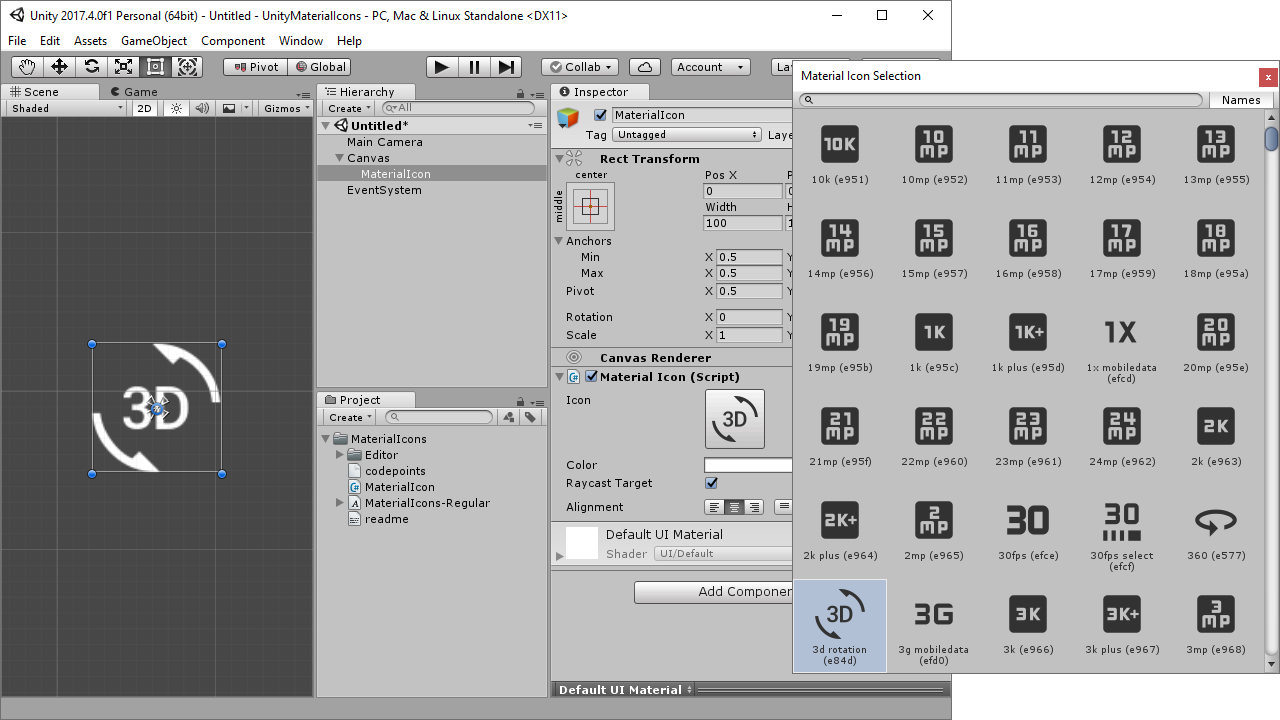 Unity 2017.4.0f1 Personal (64bit) - Untitled - UnityMaterialIcons - PC, Mac & Linux Standalone <DX11>
File Edit Assets GameObject Component Window Help
Pivot Global Collab Account
Scene Game
Shaded 2D Gizmos
3D
Hierarchy
Create All
Untitled*
Main Camera
Canvas
MaterialIcon
EventSystem
Project
Create
MaterialIcons
Editor
codepoints
MaterialIcon
MaterialIcons-Regular
readme
Inspector
MaterialIcon
Tag Untagged
Rect Transform
center
middle
Pos X
0
Width
100
Anchors
Min X 0.5
Max X 0.5
Pivot X 0.5
Rotation X 0
Scale X 1
Canvas Renderer
Material Icon (Script)
Icon 3D
Color
Raycast Target
Alignment
Default UI Material
Shader UI/Default
Default UI Material
Material Icon Selection
Names
10K 10 MP 11 MP 12 MP 13 MP
10k (e951) 10mp (e952) 11mp (e953) 12mp (e954) 13mp (e955)
14 MP 15 MP 16 MP 17 MP 18 MP
14mp (e956) 15mp (e957) 16mp (e958) 17mp (e959) 18mp (e95a)
19 MP 1K 1K+ 1X 20 MP
19mp (e95b) 1k (e95c) 1k plus (e95d) 1x mobiledata (efcd) 20mp (e95e)
21 MP 22 MP 23 MP 24 MP 2K
21mp (e95f) 22mp (e960) 23mp (e961) 24mp (e962) 2k (e963)
2K+ 2 MP 30 30
2k plus (e964) 2mp (e965) 30fps (efce) 30fps select (efcf) 360 (e577)
3D 3G 3K 3K+ 3 MP
3d rotation (e84d) 3g mobiledata (efd0) 3k (e966) 3k plus (e967) 3mp (e968)